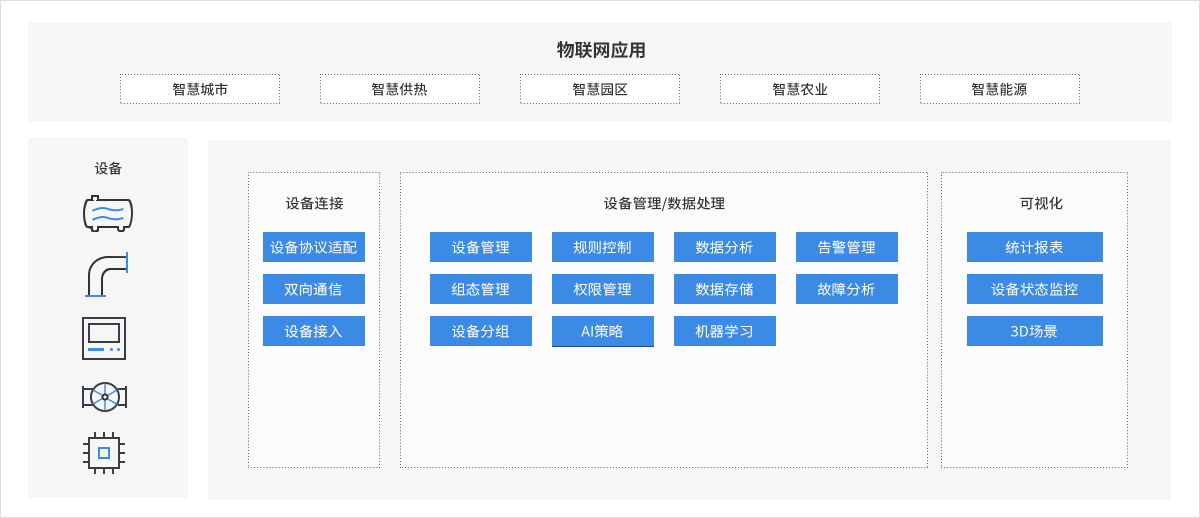 物联网应用
智慧城市
智慧供热
智慧园区
智慧农业
智慧能源
设备
设备连接
设备协议适配
双向通信
设备接入
设备管理/数据处理
设备管理
规则控制
数据分析
告警管理
组态管理
权限管理
数据存储
故障分析
设备分组
AI策略
机器学习
可视化
统计报表
设备状态监控
3D场景